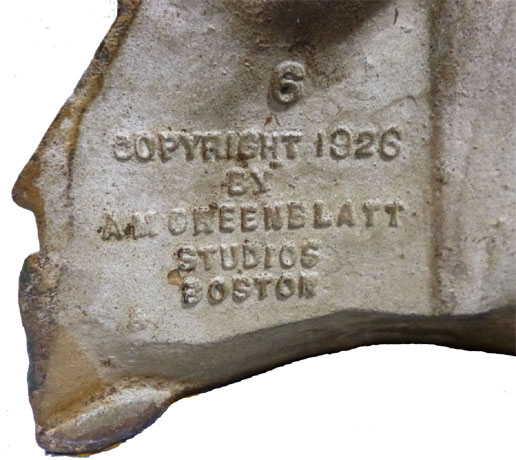 6
COPYRIGHT 1926
BY
A M GREENBLATT
STUDIOS
BOSTON